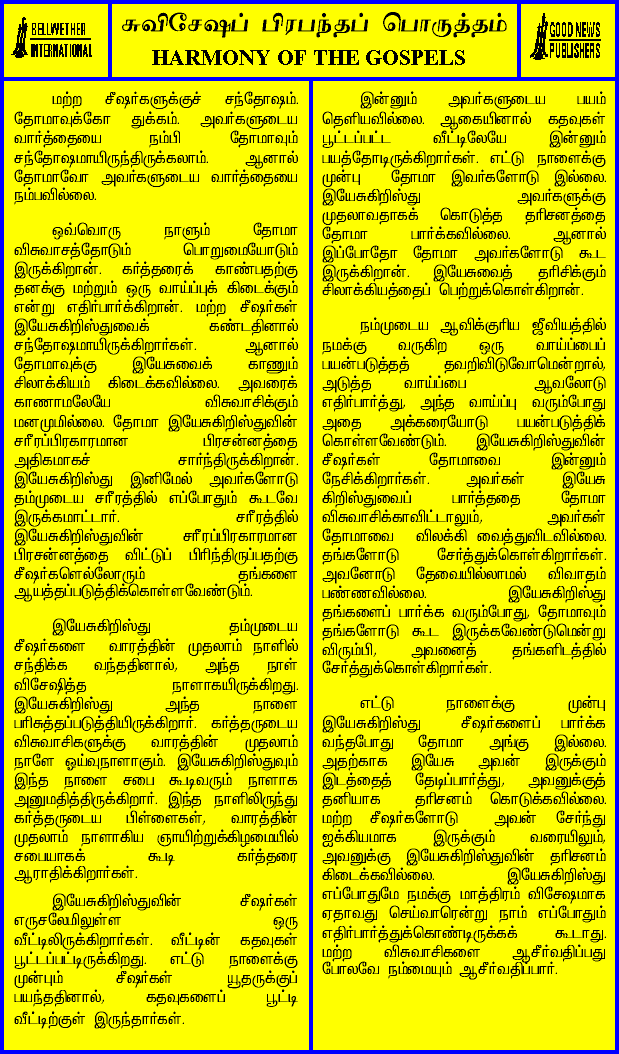 BELLWETHER
INTERNATIONAL
சுவிசேஷப் பிரபந்தப் பொருத்தம்
HARMONY OF THE GOSPELS
GOOD NEWS
PUBLISHERS
மற்ற சீஷர்களுக்குச் சந்தோஷம்.
தோமாவுக்கோ துக்கம். அவர்களுடைய
வார்த்தையை நம்பி தோமாவும்
சந்தோஷமாயிருந்திருக்கலாம். ஆனால்
தோமாவோ அவர்களுடைய வார்த்தையை
நம்பவில்லை.
ஒவ்வொரு நாளும் தோமா
விசுவாசத்தோடும் பொறுமையோடும்
இருக்கிறான். கர்த்தரைக் காண்பதற்கு
தனக்கு மற்றும் ஒரு வாய்ப்புக் கிடைக்கும்
என்று எதிர்பார்க்கிறான். மற்ற சீஷர்கள்
இயேசுகிறிஸ்துவைக் கண்டதினால்
சந்தோஷமாயிருக்கிறார்கள். ஆனால்
தோமாவுக்கு இயேசுவைக் காணும்
சிலாக்கியம் கிடைக்கவில்லை. அவரைக்
காணாமலேயே விசுவாசிக்கும்
மனமுமில்லை. தோமா இயேசுகிறிஸ்துவின்
சரீரப்பிரகாரமான பிரசன்னத்தை
அதிகமாகச் சார்ந்திருக்கிறான்.
இயேசுகிறிஸ்து இனிமேல் அவர்களோடு
தம்முடைய சரீரத்தில் எப்போதும் கூடவே
இருக்கமாட்டார். சரீரத்தில்
இயேசுகிறிஸ்துவின் சரீரப்பிரகாரமான
பிரசன்னத்தை விட்டுப் பிரிந்திருப்பதற்கு
சீஷர்களெல்லோரும் தங்களை
ஆயத்தப்படுத்திக்கொள்ளவேண்டும்.
இயேசுகிறிஸ்து தம்முடைய
சீஷர்களை வாரத்தின் முதலாம் நாளில்
சந்திக்க வந்ததினால், அந்த நாள்
விசேஷித்த நாளாகயிருக்கிறது.
இயேசுகிறிஸ்து அந்த நாளை
பரிசுத்தப்படுத்தியிருக்கிறார். கர்த்தருடைய
விசுவாசிகளுக்கு வாரத்தின் முதலாம்
நாளே ஓய்வுநாளாகும். இயேசுகிறிஸ்துவும்
இந்த நாளை சபை கூடிவரும் நாளாக
அனுமதித்திருக்கிறார். இந்த நாளிலிருந்து
கர்த்தருடைய பிள்ளைகள், வாரத்தின்
முதலாம் நாளாகிய ஞாயிற்றுக்கிழமையில்
சபையாகக் கூடி கர்த்தரை
ஆராதிக்கிறார்கள்.
இயேசுகிறிஸ்துவின் சீஷர்கள்
எருசலேமிலுள்ள ஒரு
வீட்டிலிருக்கிறார்கள். வீட்டின் கதவுகள்
பூட்டப்பட்டிருக்கிறது. எட்டு நாளைக்கு
முன்பும் சீஷர்கள் யூதருக்குப்
பயந்ததினால், கதவுகளைப் பூட்டி
வீட்டிற்குள் இருந்தார்கள்.
இன்னும் அவர்களுடைய பயம்
தெளியவில்லை. ஆகையினால் கதவுகள்
பூட்டப்பட்ட வீட்டிலேயே இன்னும்
பயத்தோடிருக்கிறார்கள். எட்டு நாளைக்கு
முன்பு தோமா இவர்களோடு இல்லை.
இயேசுகிறிஸ்து அவர்களுக்கு
முதலாவதாகக் கொடுத்த தரிசனத்தை
தோமா பார்க்கவில்லை. ஆனால்
இப்போதோ தோமா அவர்களோடு கூட
இருக்கிறான். இயேசுவைத் தரிசிக்கும்
சிலாக்கியத்தைப் பெற்றுக்கொள்கிறான்.
நம்முடைய ஆவிக்குரிய ஜீவியத்தில்
நமக்கு வருகிற ஒரு வாய்ப்பைப்
பயன்படுத்தத் தவறிவிடுவோமென்றால்,
அடுத்த வாய்ப்பை ஆவலோடு
எதிர்பார்த்து, அந்த வாய்ப்பு வரும்போது
அதை அக்கரையோடு பயன்படுத்திக்
கொள்ளவேண்டும். இயேசுகிறிஸ்துவின்
சீஷர்கள் தோமாவை இன்னும்
நேசிக்கிறார்கள். அவர்கள் இயேசு
கிறிஸ்துவைப் பார்த்ததை தோமா
விசுவாசிக்காவிட்டாலும், அவர்கள்
தோமாவை விலக்கி வைத்துவிடவில்லை.
தங்களோடு சேர்த்துக்கொள்கிறார்கள்.
அவனோடு தேவையில்லாமல் விவாதம்
பண்ணவில்லை. இயேசுகிறிஸ்து
தங்களைப் பார்க்க வரும்போது, தோமாவும்
தங்களோடு கூட இருக்கவேண்டுமென்று
விரும்பி, அவனைத் தங்களிடத்தில்
சேர்த்துக்கொள்கிறார்கள்.
எட்டு நாளைக்கு முன்பு
இயேசுகிறிஸ்து சீஷர்களைப் பார்க்க
வந்தபோது தோமா அங்கு இல்லை.
அதற்காக இயேசு அவன் இருக்கும்
இடத்தைத் தேடிப்பார்த்து, அவனுக்குத்
தனியாக தரிசனம் கொடுக்கவில்லை.
மற்ற சீஷர்களோடு அவன் சேர்ந்து
ஐக்கியமாக இருக்கும் வரையிலும்,
அவனுக்கு இயேசுகிறிஸ்துவின் தரிசனம்
கிடைக்கவில்லை. இயேசுகிறிஸ்து
எப்போதுமே நமக்கு மாத்திரம் விசேஷமாக
ஏதாவது செய்வாரென்று நாம் எப்போதும்
எதிர்பார்த்துக்கொண்டிருக்கக் கூடாது.
மற்ற விசுவாசிகளை ஆசீர்வதிப்பது
போலவே நம்மையும் ஆசீர்வதிப்பார்.